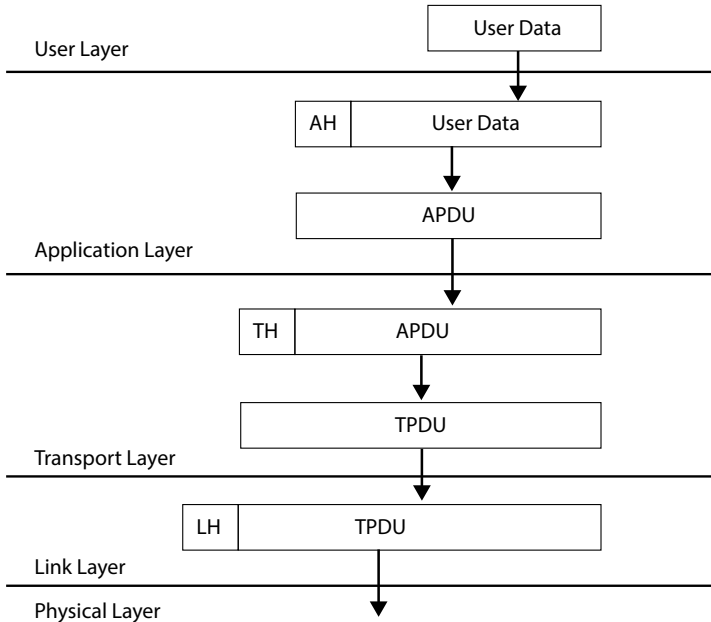 User Data
User Layer
AH User Data
APDU
Application Layer
TH APDU
TPDU
Transport Layer
LH TPDU
Link Layer
Physical Layer